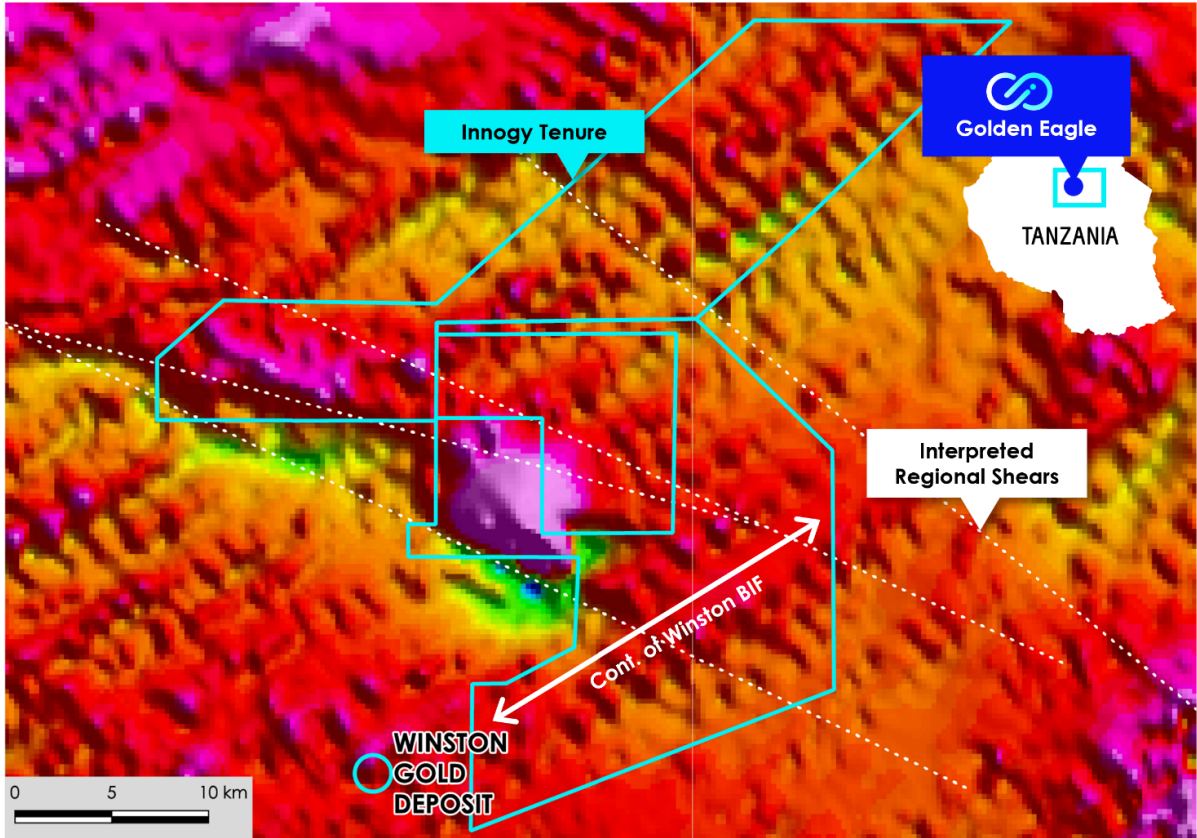 Golden Eagle
Innogy Tenure
TANZANIA
Interpreted
Regional Shears
Cont. of Winston BIF
WINSTON
GOLD
DEPOSIT
0 5 10 km